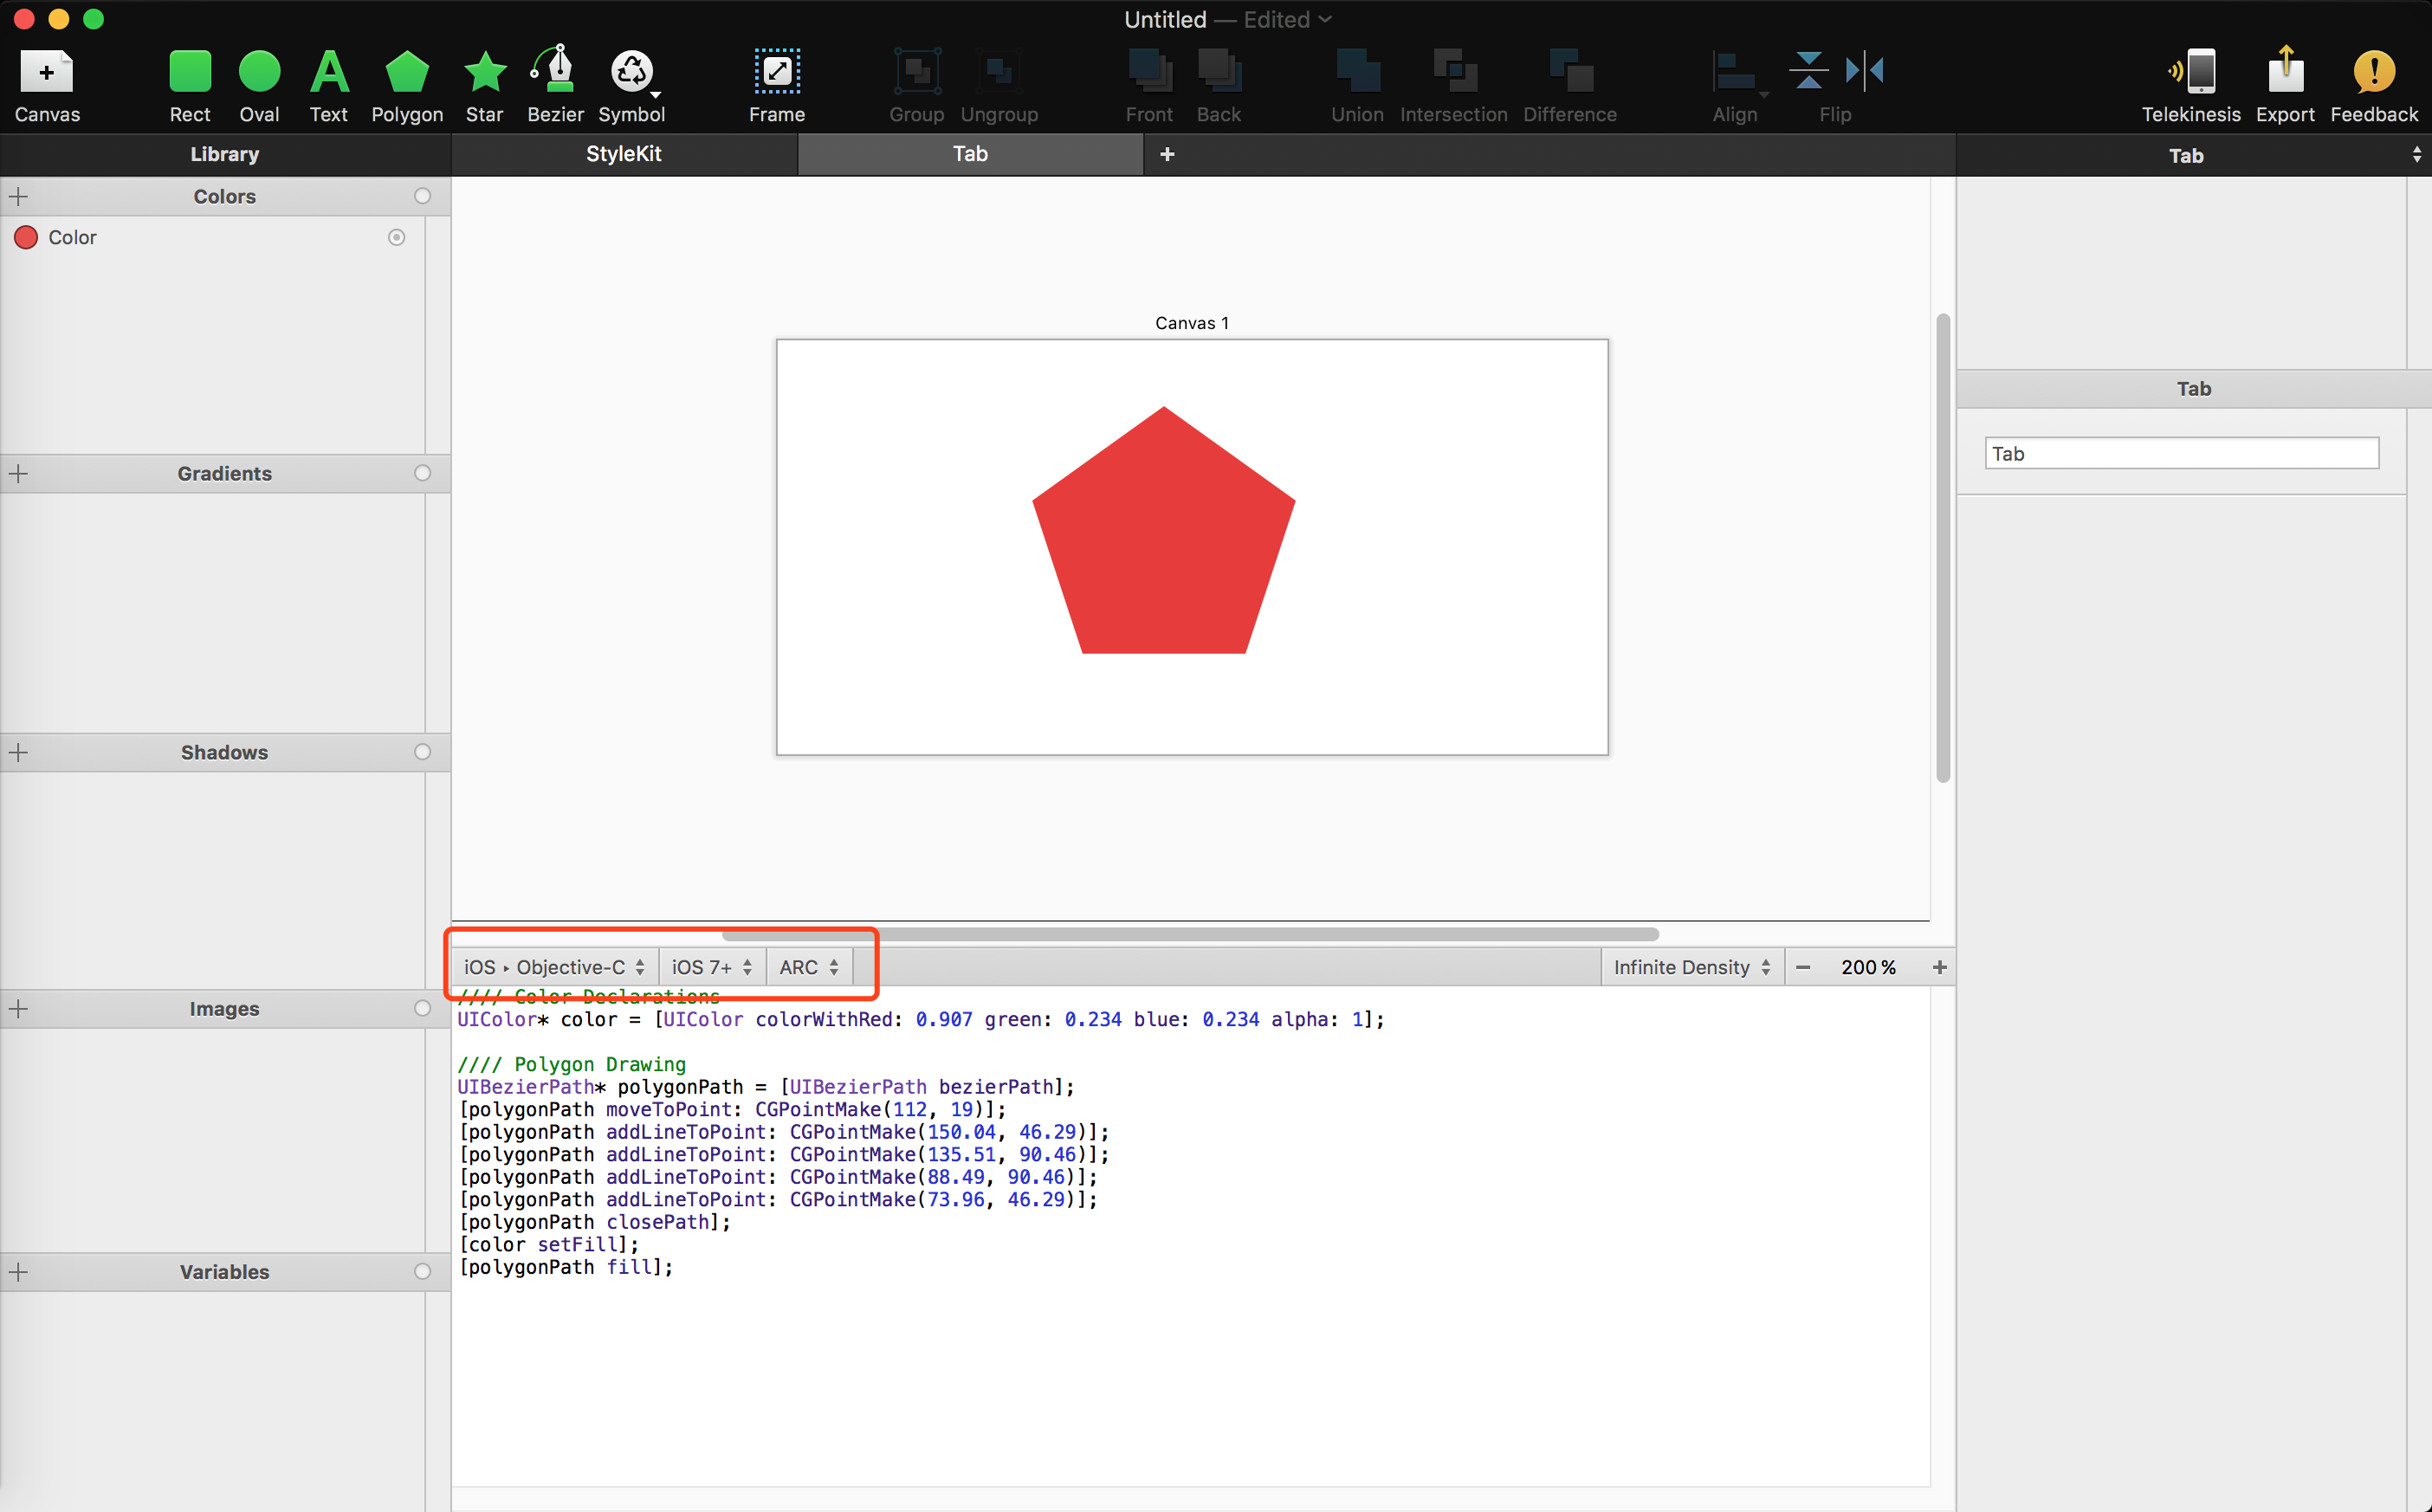 Untitled — Edited
Canvas Rect Oval Text Polygon Star Bezier Symbol Frame Group Ungroup Front Back Union Intersection Difference Align Flip Telekinesis Export Feedback
Library StyleKit Tab + Tab
Colors
Color
Canvas 1
Tab
Tab
Gradients
Shadows
iOS ▸ Objective-C iOS 7+ ARC Infinite Density − 200 % +
//// Color Declarations
Images
UIColor* color = [UIColor colorWithRed: 0.907 green: 0.234 blue: 0.234 alpha: 1];
//// Polygon Drawing
UIBezierPath* polygonPath = [UIBezierPath bezierPath];
[polygonPath moveToPoint: CGPointMake(112, 19)];
[polygonPath addLineToPoint: CGPointMake(150.04, 46.29)];
[polygonPath addLineToPoint: CGPointMake(135.51, 90.46)];
[polygonPath addLineToPoint: CGPointMake(88.49, 90.46)];
[polygonPath addLineToPoint: CGPointMake(73.96, 46.29)];
[polygonPath closePath];
[color setFill];
[polygonPath fill];
Variables